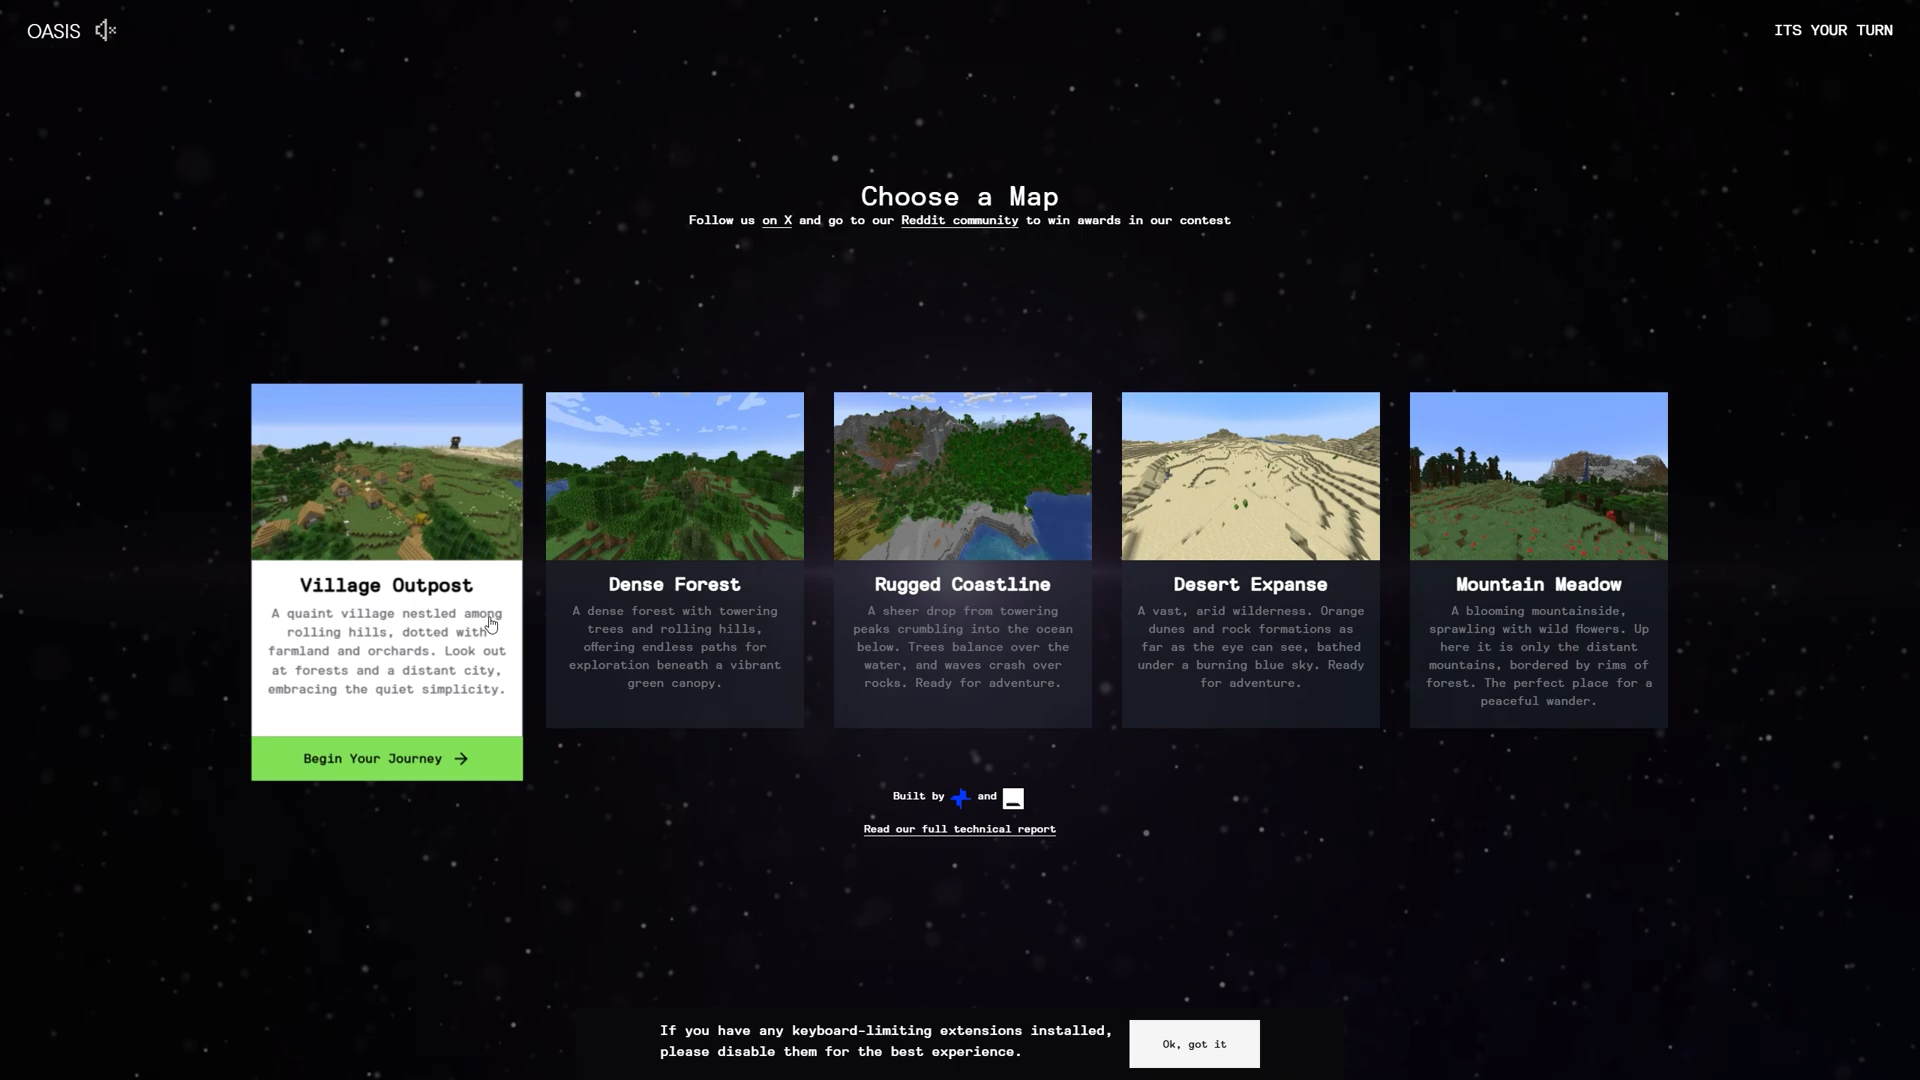 OASIS
ITS YOUR TURN
Choose a Map
Follow us on X and go to our Reddit community to win awards in our contest
Village Outpost
A quaint village nestled among
rolling hills, dotted with
farmland and orchards. Look out
at forests and a distant city,
embracing the quiet simplicity.
Begin Your Journey →
Dense Forest
A dense forest with towering
trees and rolling hills,
offering endless paths for
exploration beneath a vibrant
green canopy.
Rugged Coastline
A sheer drop from towering
peaks crumbling into the ocean
below. Trees balance over the
water, and waves crash over
rocks. Ready for adventure.
Desert Expanse
A vast, arid wilderness. Orange
dunes and rock formations as
far as the eye can see, bathed
under a burning blue sky. Ready
for adventure.
Mountain Meadow
A blooming mountainside,
sprawling with wild flowers. Up
here it is only the distant
mountains, bordered by rims of
forest. The perfect place for a
peaceful wander.
Built by and
Read our full technical report
If you have any keyboard-limiting extensions installed,
please disable them for the best experience.
Ok, got it